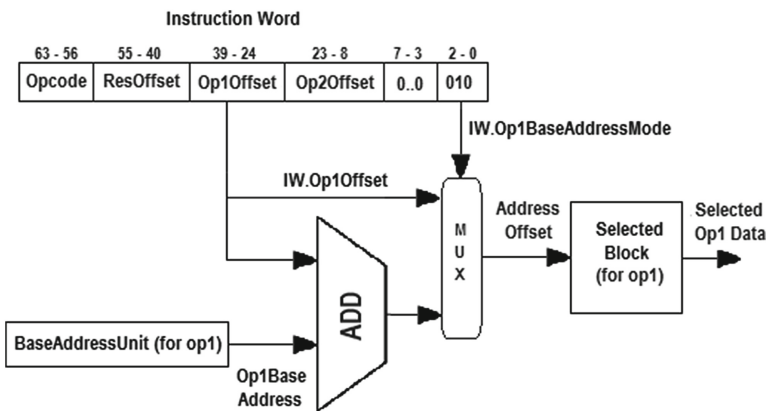 Instruction Word
63 - 56 55 - 40 39 - 24 23 - 8 7 - 3 2 - 0
Opcode ResOffset Op1Offset Op2Offset 0..0 010
IW.Op1BaseAddressMode
IW.Op1Offset
MUX
Address
Offset
Selected
Block
(for op1)
Selected
Op1 Data
ADD
BaseAddressUnit (for op1)
Op1Base
Address